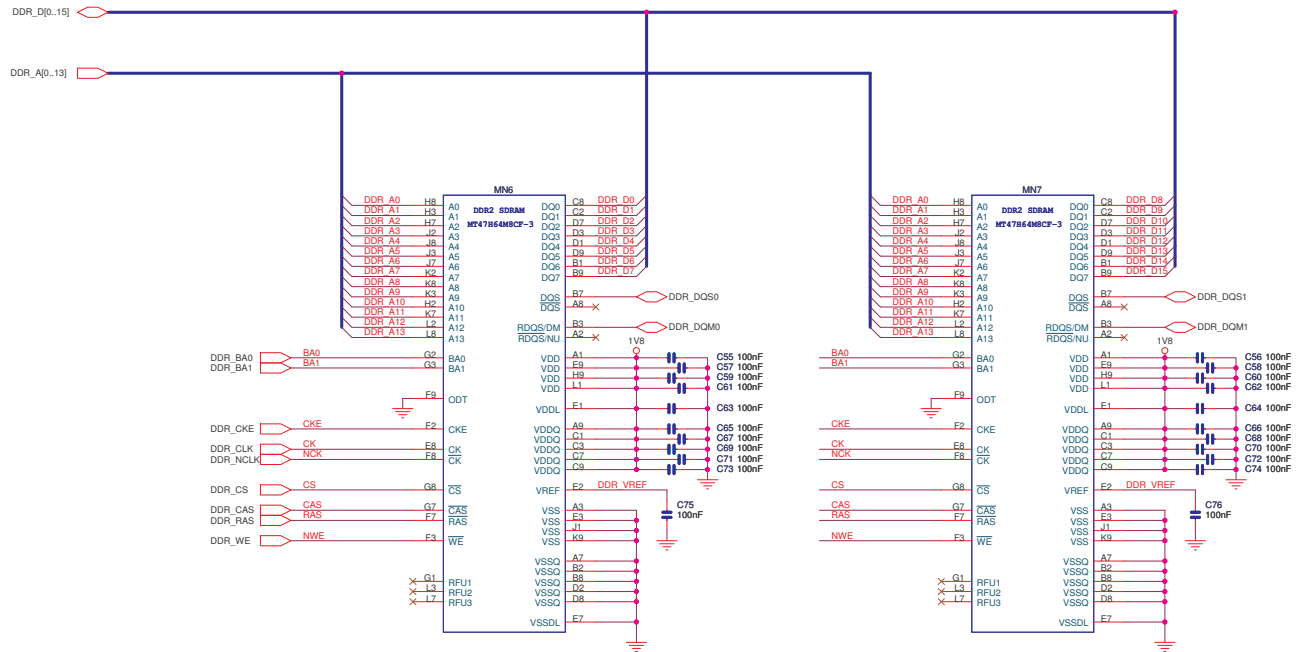 DDR_D[0..15]
DDR_A[0..13]
MN6
DDR2 SDRAM
MT47H64M8CF-3
DDR_A0 H8 A0 DQ0 C8 DDR_D0
DDR_A1 H3 A1 DQ1 C2 DDR_D1
DDR_A2 H7 A2 DQ2 D7 DDR_D2
DDR_A3 J2 A3 DQ3 D3 DDR_D3
DDR_A4 J8 A4 DQ4 D1 DDR_D4
DDR_A5 J3 A5 DQ5 D9 DDR_D5
DDR_A6 J7 A6 DQ6 B1 DDR_D6
DDR_A7 K2 A7 DQ7 B9 DDR_D7
DDR_A8 K8 A8
DDR_A9 K3 A9 DQS B7 DDR_DQS0
DDR_A10 H2 A10 DQS A8
DDR_A11 K7 A11
DDR_A12 L2 A12 RDQS/DM B3 DDR_DQM0
DDR_A13 L8 A13 RDQS/NU A2
1V8
DDR_BA0 BA0 G2 BA0 VDD A1 C55 100nF
DDR_BA1 BA1 G3 BA1 VDD E9 C57 100nF
VDD H9 C59 100nF
VDD L1 C61 100nF
F9 ODT
VDDL E1 C63 100nF
DDR_CKE CKE F2 CKE VDDQ A9 C65 100nF
VDDQ C1 C67 100nF
DDR_CLK CK E8 CK VDDQ C3 C69 100nF
DDR_NCLK NCK F8 CK VDDQ C7 C71 100nF
VDDQ C9 C73 100nF
DDR_CS CS G8 CS VREF E2 DDR_VREF
C75
100nF
DDR_CAS CAS G7 CAS VSS A3
DDR_RAS RAS F7 RAS VSS E3
VSS J1
DDR_WE NWE F3 WE VSS K9
VSSQ A7
VSSQ B2
G1 RFU1 VSSQ B8
L3 RFU2 VSSQ D2
L7 RFU3 VSSQ D8
VSSDL E7
MN7
DDR2 SDRAM
MT47H64M8CF-3
DDR_A0 H8 A0 DQ0 C8 DDR_D8
DDR_A1 H3 A1 DQ1 C2 DDR_D9
DDR_A2 H7 A2 DQ2 D7 DDR_D10
DDR_A3 J2 A3 DQ3 D3 DDR_D11
DDR_A4 J8 A4 DQ4 D1 DDR_D12
DDR_A5 J3 A5 DQ5 D9 DDR_D13
DDR_A6 J7 A6 DQ6 B1 DDR_D14
DDR_A7 K2 A7 DQ7 B9 DDR_D15
DDR_A8 K8 A8
DDR_A9 K3 A9 DQS B7 DDR_DQS1
DDR_A10 H2 A10 DQS A8
DDR_A11 K7 A11
DDR_A12 L2 A12 RDQS/DM B3 DDR_DQM1
DDR_A13 L8 A13 RDQS/NU A2
1V8
BA0 G2 BA0 VDD A1 C56 100nF
BA1 G3 BA1 VDD E9 C58 100nF
VDD H9 C60 100nF
VDD L1 C62 100nF
F9 ODT
VDDL E1 C64 100nF
CKE F2 CKE VDDQ A9 C66 100nF
VDDQ C1 C68 100nF
CK E8 CK VDDQ C3 C70 100nF
NCK F8 CK VDDQ C7 C72 100nF
VDDQ C9 C74 100nF
CS G8 CS VREF E2 DDR_VREF
C76
100nF
CAS G7 CAS VSS A3
RAS F7 RAS VSS E3
VSS J1
NWE F3 WE VSS K9
VSSQ A7
VSSQ B2
G1 RFU1 VSSQ B8
L3 RFU2 VSSQ D2
L7 RFU3 VSSQ D8
VSSDL E7